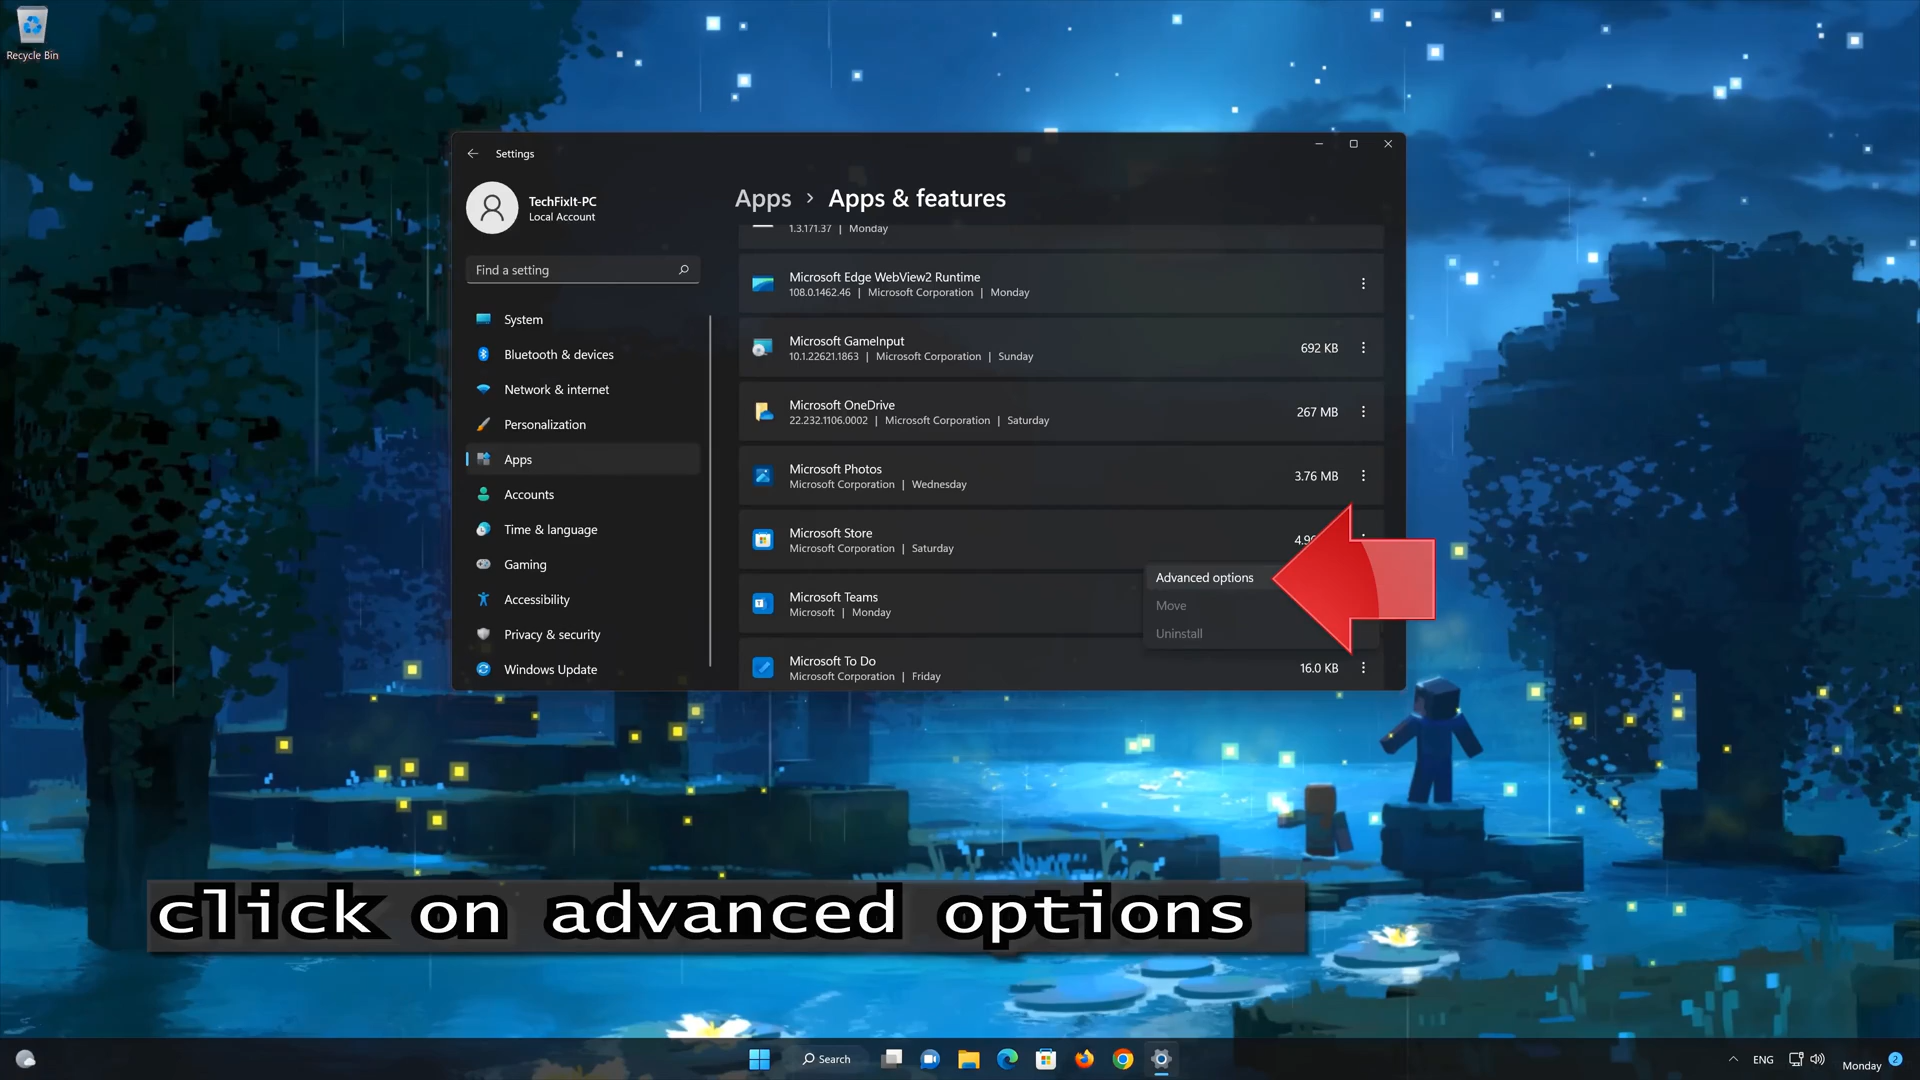 Recycle Bin
Settings
TechFixIt-PC
Local Account
Find a setting
System
Bluetooth & devices
Network & internet
Personalization
Apps
Accounts
Time & language
Gaming
Accessibility
Privacy & security
Windows Update
Apps › Apps & features
1.3.171.37 | Monday
Microsoft Edge WebView2 Runtime
108.0.1462.46 | Microsoft Corporation | Monday
Microsoft GameInput
10.1.22621.1863 | Microsoft Corporation | Sunday
692 KB
Microsoft OneDrive
22.232.1106.0002 | Microsoft Corporation | Saturday
267 MB
Microsoft Photos
Microsoft Corporation | Wednesday
3.76 MB
Microsoft Store
Microsoft Corporation | Saturday
Advanced options
Move
Uninstall
Microsoft Teams
Microsoft | Monday
Microsoft To Do
Microsoft Corporation | Friday
16.0 KB
click on advanced options
Search
ENG
Monday
2